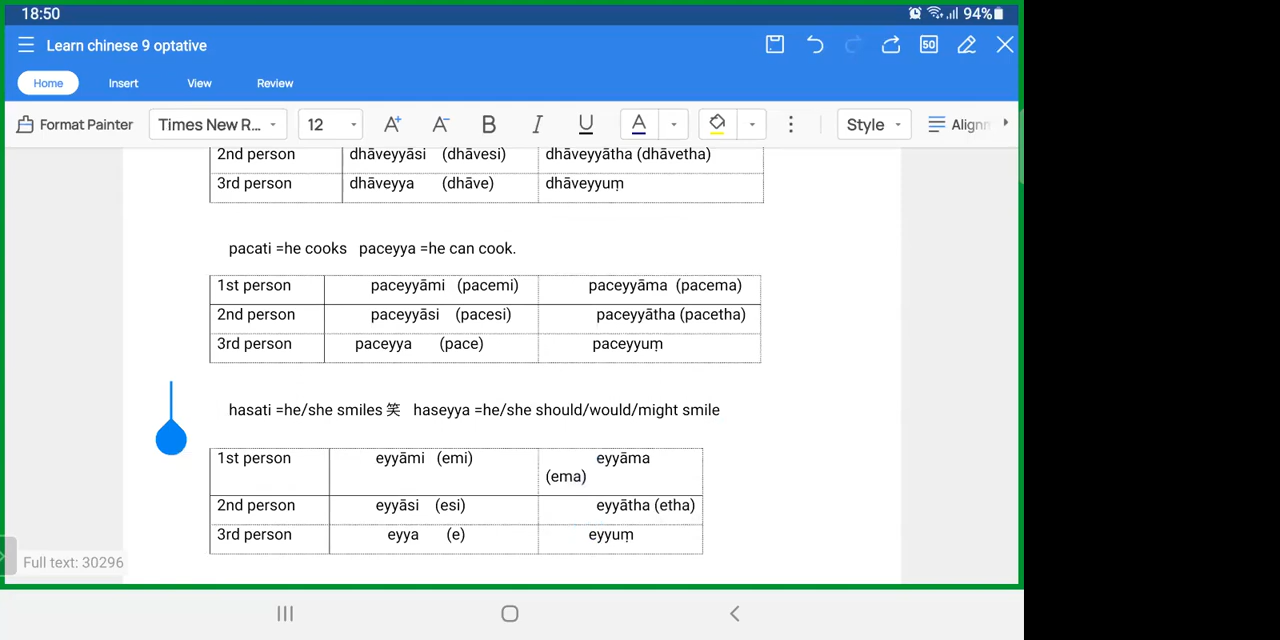 18:50 94%
Learn chinese 9 optative 50
Home Insert View Review
Format Painter Times New R... 12 A+ A- B I U A Style Alignn
2nd person dhāveyyāsi (dhāvesi) dhāveyyātha (dhāvetha)
3rd person dhāveyya (dhāve) dhāveyyuṃ
pacati =he cooks paceyya =he can cook.
1st person paceyyāmi (pacemi) paceyyāma (pacema)
2nd person paceyyāsi (pacesi) paceyyātha (pacetha)
3rd person paceyya (pace) paceyyuṃ
hasati =he/she smiles 笑 haseyya =he/she should/would/might smile
1st person eyyāmi (emi) eyyāma
(ema)
2nd person eyyāsi (esi) eyyātha (etha)
3rd person eyya (e) eyyuṃ
Full text: 30296